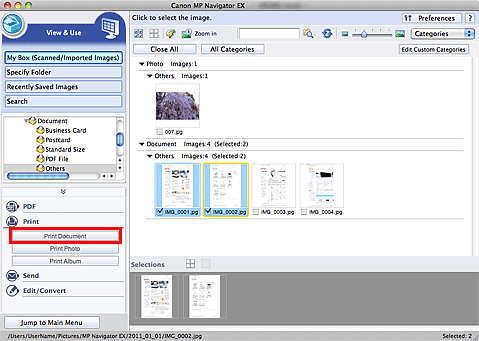 Canon MP Navigator EX
View & Use
Click to select the image.
Preferences
?
Zoom in
Categories
Close All
All Categories
Edit Custom Categories
My Box (Scanned/Imported Images)
Specify Folder
Recently Saved Images
Search
Document
Business Card
Postcard
Standard Size
PDF File
Others
Photo Images:1
Others Images:1
007.jpg
Document Images:4 (Selected:2)
Others Images:4 (Selected:2)
IMG_0001.jpg
IMG_0002.jpg
IMG_0003.jpg
IMG_0004.jpg
PDF
Print
Print Document
Print Photo
Print Album
Send
Edit/Convert
Jump to Main Menu
Selections
/Users/UserName/Pictures/MP Navigator EX/2011_01_01/IMG_0002.jpg
Selected: 2